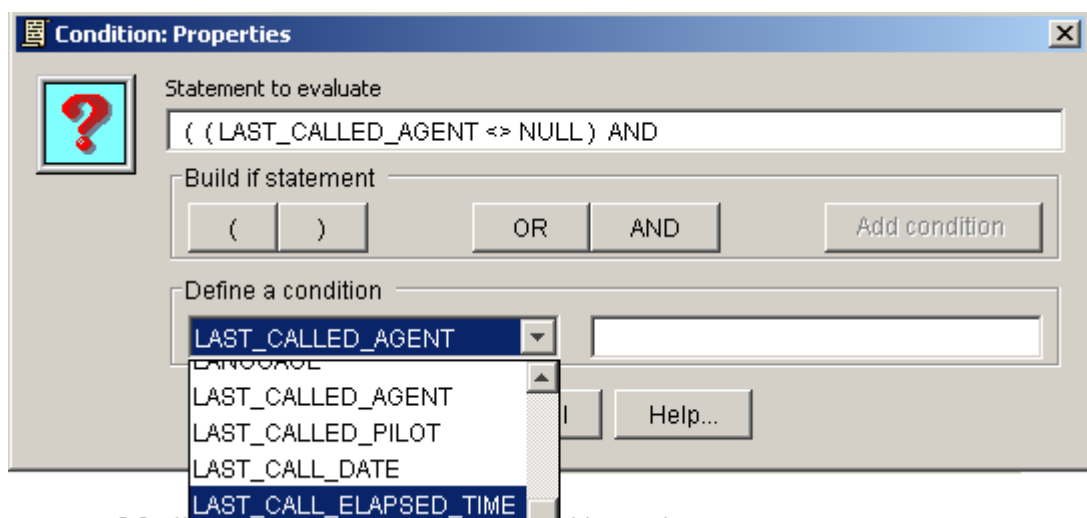 Condition: Properties
Statement to evaluate
( ( LAST_CALLED_AGENT <> NULL ) AND
Build if statement
( ) OR AND Add condition
Define a condition
LAST_CALLED_AGENT
LANGUAGE
LAST_CALLED_AGENT
LAST_CALLED_PILOT
Help...
LAST_CALL_DATE
LAST_CALL_ELAPSED_TIME